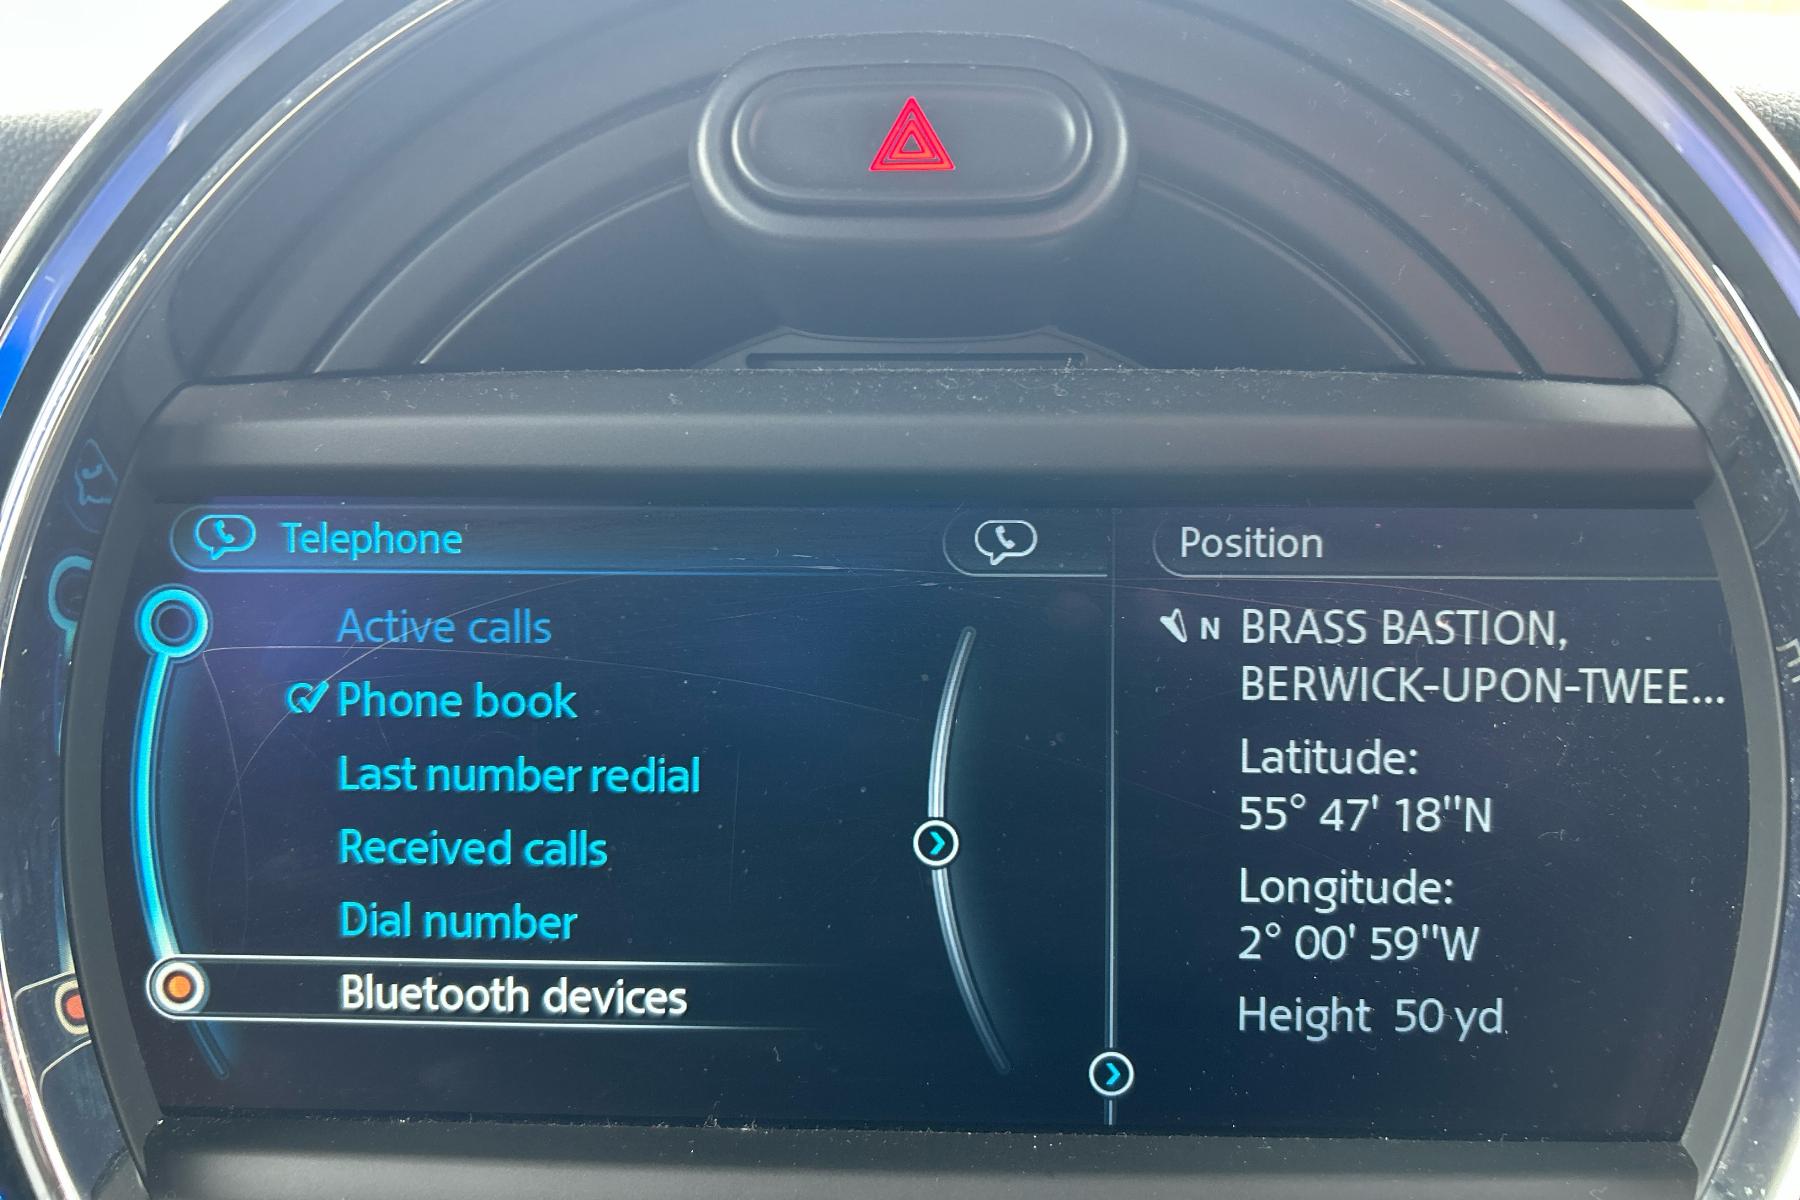 Telephone
Active calls
Phone book
Last number redial
Received calls
Dial number
Bluetooth devices
Position
N BRASS BASTION,
BERWICK-UPON-TWEE...
Latitude:
55° 47' 18"N
Longitude:
2° 00' 59"W
Height 50 yd